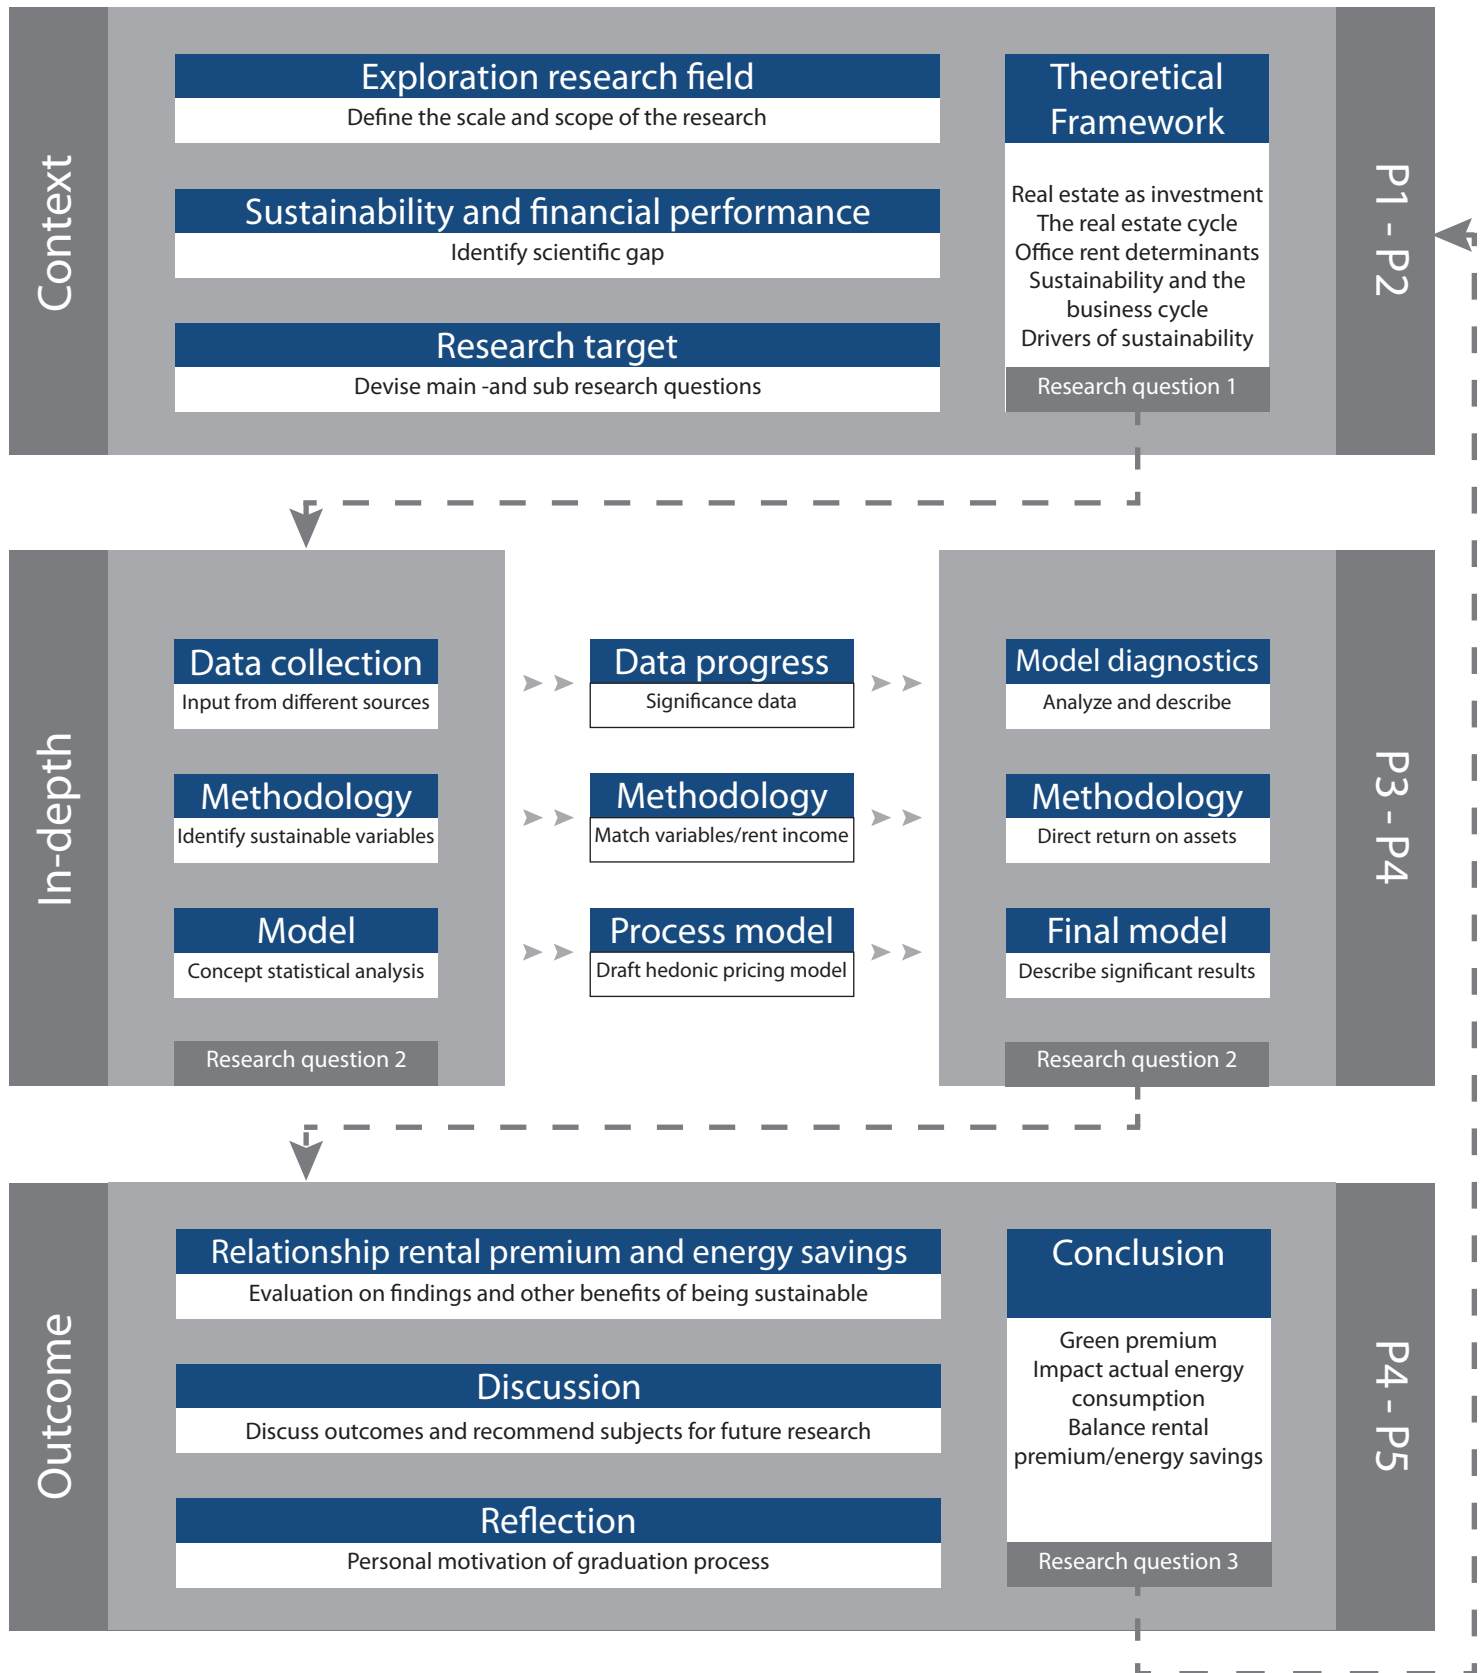 Context
Exploration research field
Define the scale and scope of the research
Sustainability and financial performance
Identify scientific gap
Research target
Devise main -and sub research questions
Theoretical
Framework
Real estate as investment
The real estate cycle
Office rent determinants
Sustainability and the
business cycle
Drivers of sustainability
Research question 1
P1 - P2
In-depth
Data collection
Input from different sources
Methodology
Identify sustainable variables
Model
Concept statistical analysis
Research question 2
Data progress
Significance data
Methodology
Match variables/rent income
Process model
Draft hedonic pricing model
Model diagnostics
Analyze and describe
Methodology
Direct return on assets
Final model
Describe significant results
Research question 2
P3 - P4
Outcome
Relationship rental premium and energy savings
Evaluation on findings and other benefits of being sustainable
Discussion
Discuss outcomes and recommend subjects for future research
Reflection
Personal motivation of graduation process
Conclusion
Green premium
Impact actual energy
consumption
Balance rental
premium/energy savings
Research question 3
P4 - P5